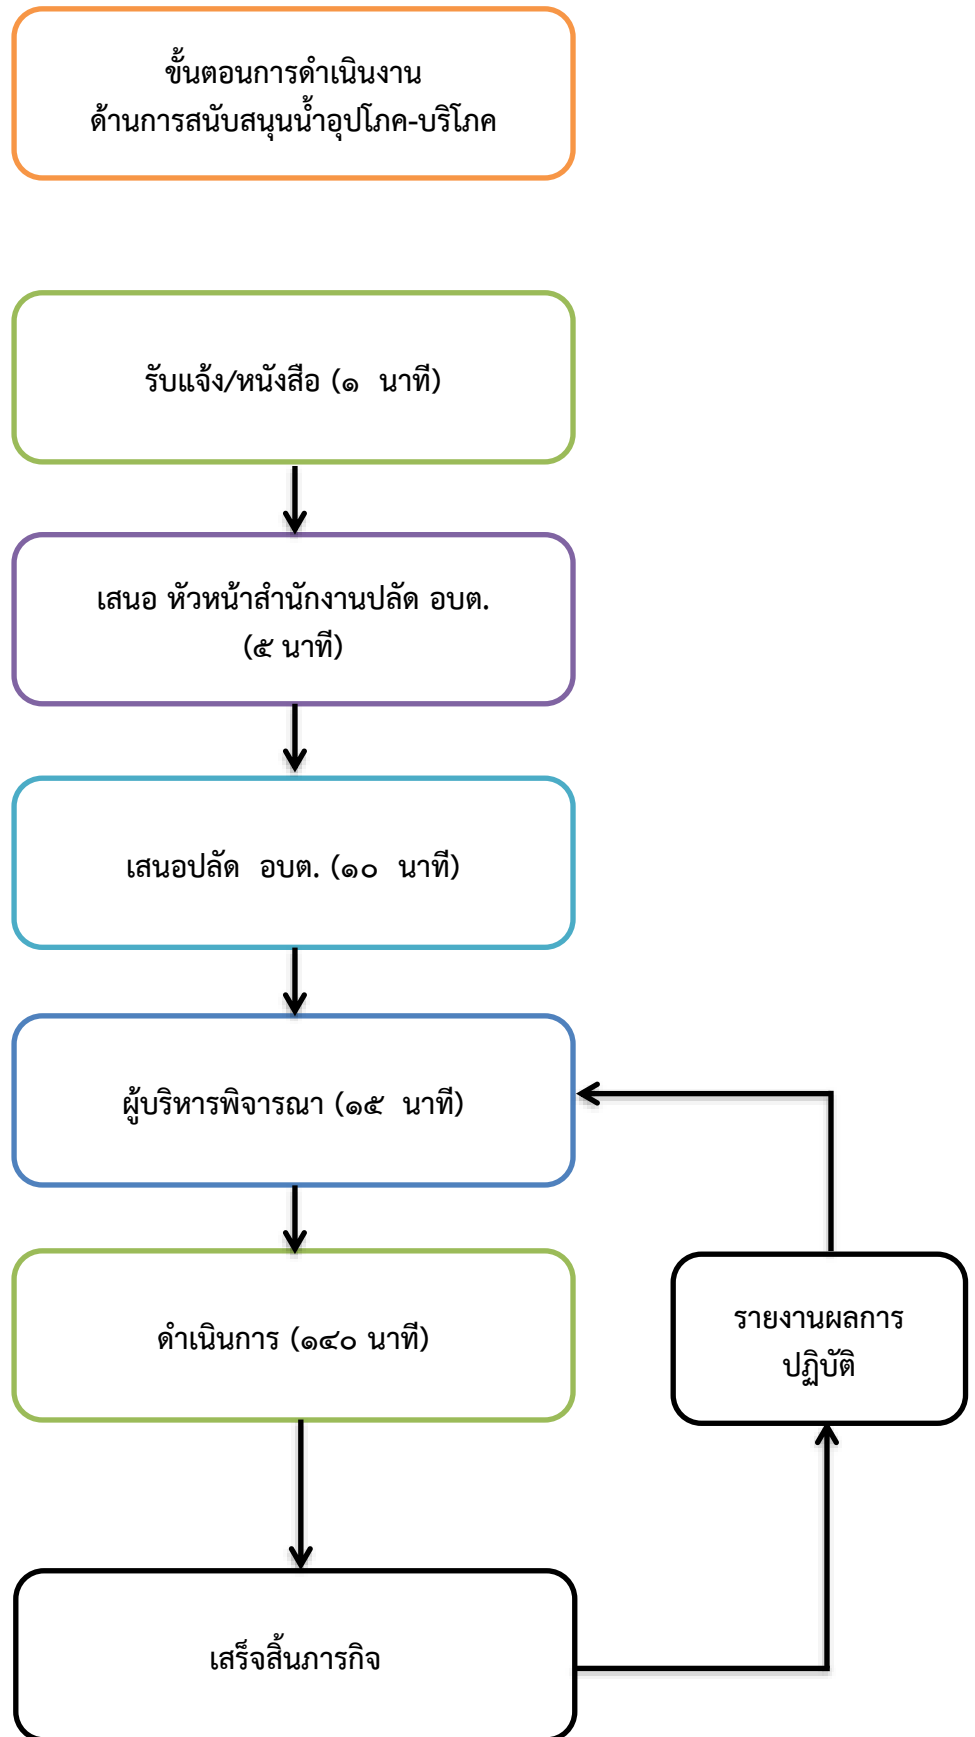 ขั้นตอนการดำเนินงาน
ด้านการสนับสนุนน้ำอุปโภค-บริโภค
รับแจ้ง/หนังสือ (๑ นาที)
เสนอ หัวหน้าสำนักงานปลัด อบต.
(๕ นาที)
เสนอปลัด อบต. (๑๐ นาที)
ผู้บริหารพิจารณา (๑๕ นาที)
ดำเนินการ (๑๔๐ นาที)
รายงานผลการ
ปฏิบัติ
เสร็จสิ้นภารกิจ